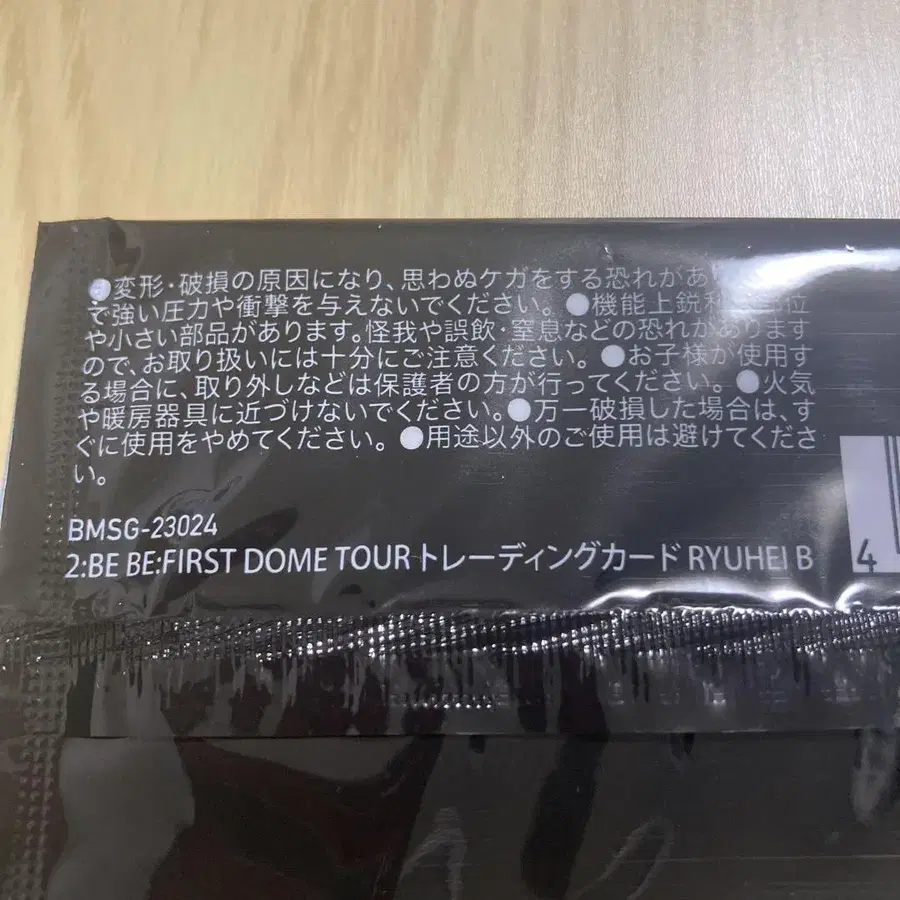 ●変形・破損の原因になり、思わぬケガをする恐れがあ
で強い圧力や衝撃を与えないでください。●機能上鋭利 部位
や小さい部品があります。怪我や誤飲・窒息などの恐れがあります
ので、お取り扱いには十分にご注意ください。●お子様が使用す
る場合に、取り外しなどは保護者の方が行ってください。●火気
や暖房器具に近づけないでください。●万一破損した場合は、す
ぐに使用をやめてください。●用途以外のご使用は避けてくださ
い。
BMSG-23024
2:BE BE:FIRST DOME TOUR トレーディングカード RYUHEI B
4